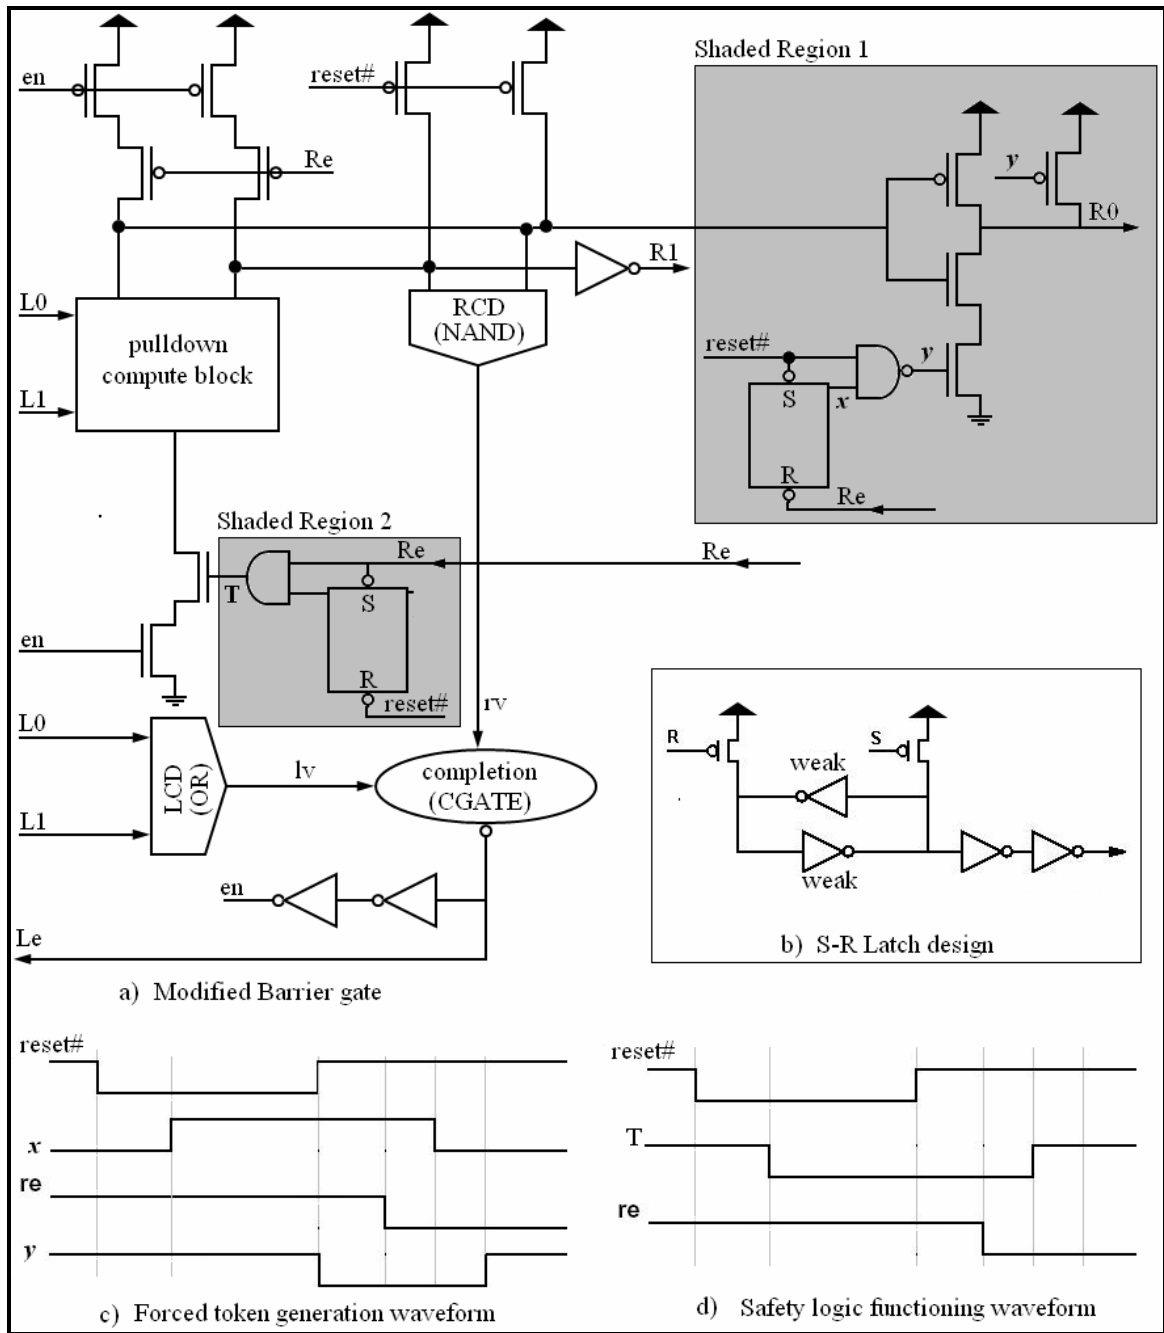 Shaded Region 1
en
reset#
Re
y
R0
R1
L0
RCD
(NAND)
pulldown
compute block
reset#
y
S
x
L1
R
Re
Shaded Region 2
Re
Re
T
S
en
R
reset#
rv
L0
LCD
(OR)
lv
completion
(CGATE)
L1
R
S
weak
weak
en
Le
b) S-R Latch design
a) Modified Barrier gate
reset#
x
re
y
c) Forced token generation waveform
reset#
T
re
d) Safety logic functioning waveform